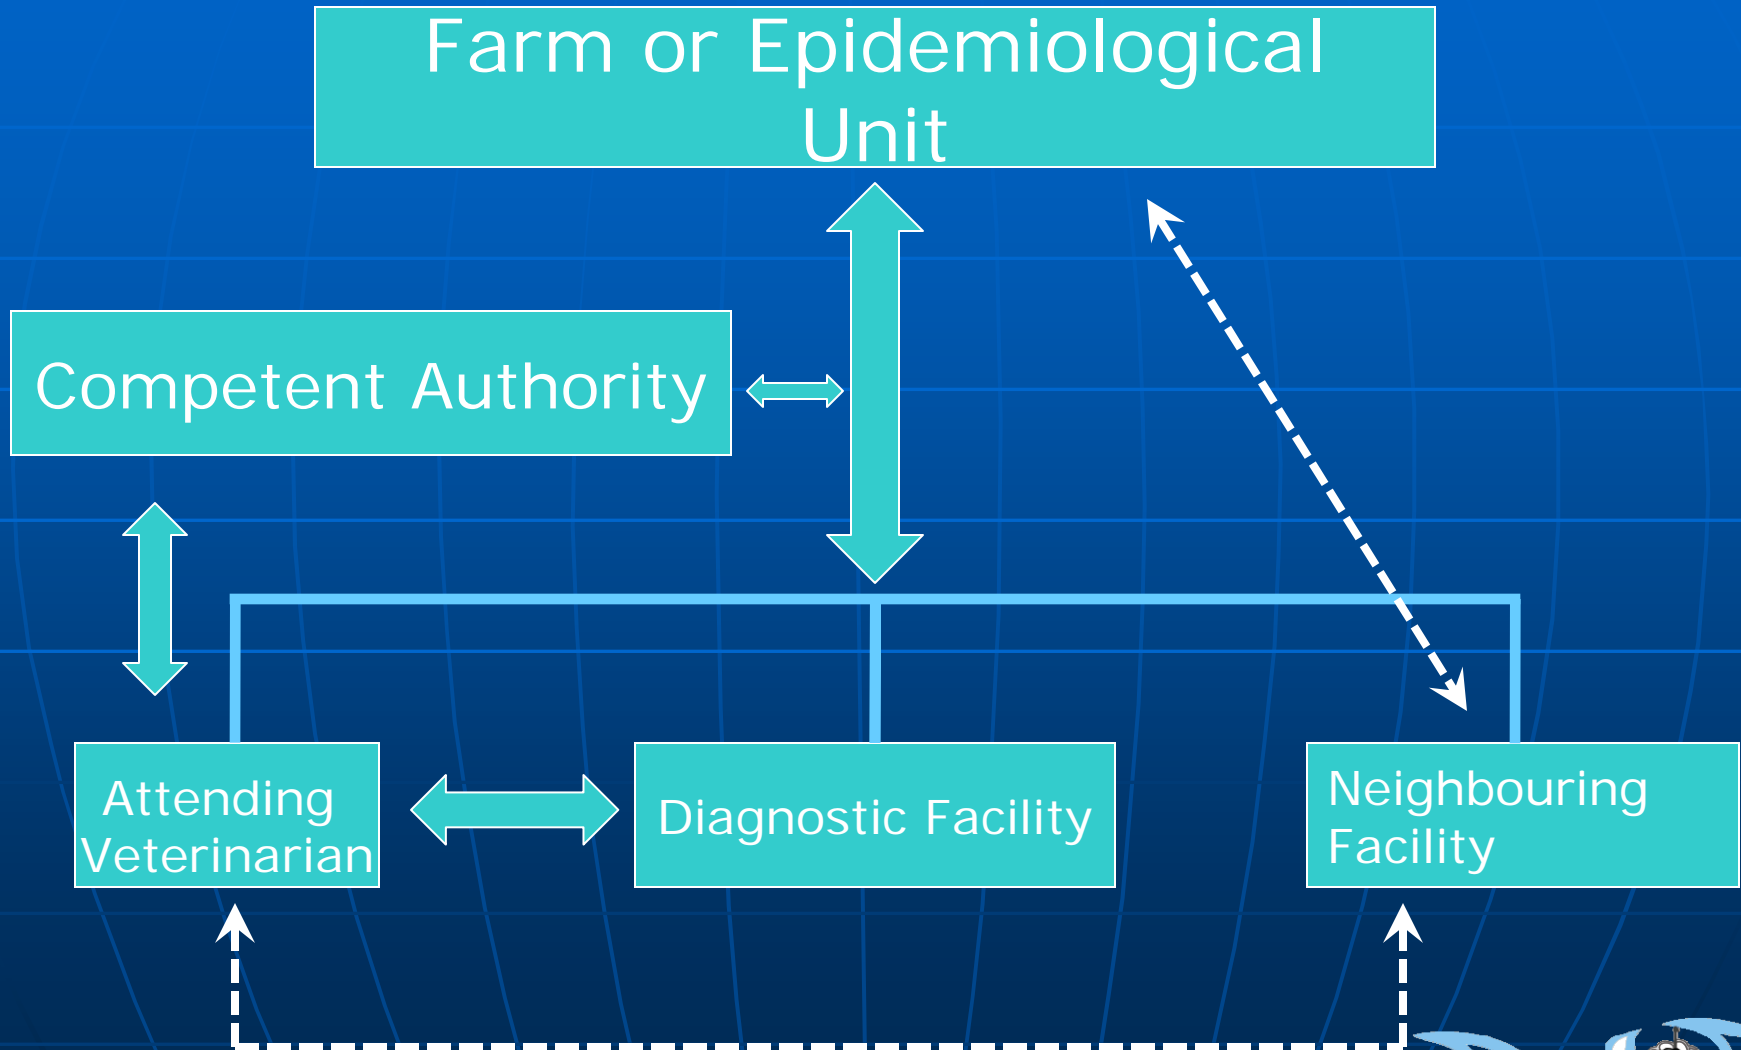 Farm or Epidemiological
Unit
Competent Authority
Attending
Veterinarian
Diagnostic Facility
Neighbouring
Facility